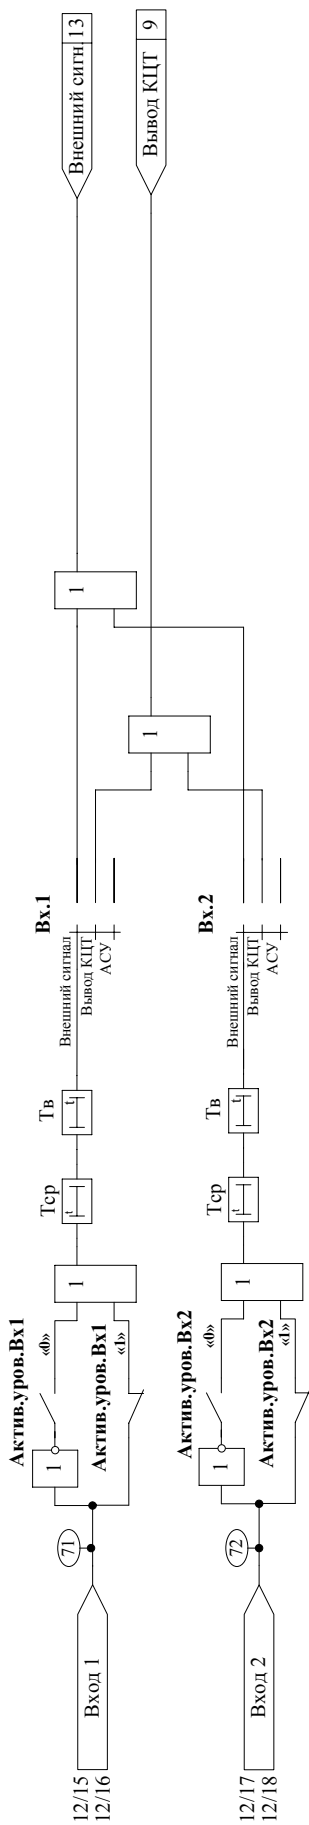 12/15
12/16
Вход 1
71
1
Актив.уров.Вх1
«0»
Актив.уров.Вх1
«1»
1
Тср
t
Тв
t
Внешний сигнал
Вывод КЦТ
АСУ
Вх.1
1
1
Внешний сигн.
13
Вывод КЦТ
9
12/17
12/18
Вход 2
72
1
Актив.уров.Вх2
«0»
Актив.уров.Вх2
«1»
1
Тср
t
Тв
t
Внешний сигнал
Вывод КЦТ
АСУ
Вх.2